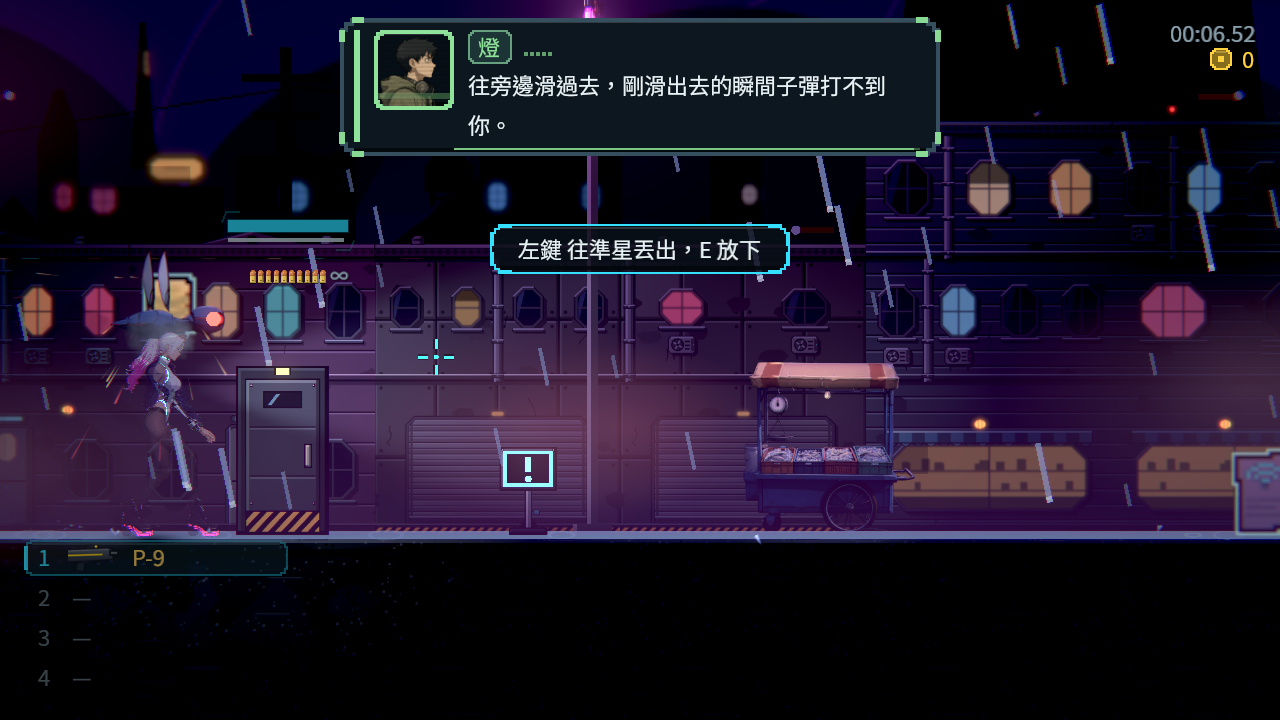 燈 .....
往旁邊滑過去，剛滑出去的瞬間子彈打不到
你。
00:06.52
0
左鍵 往準星丟出，E 放下
∞
!
1 P-9
2 —
3 —
4 —